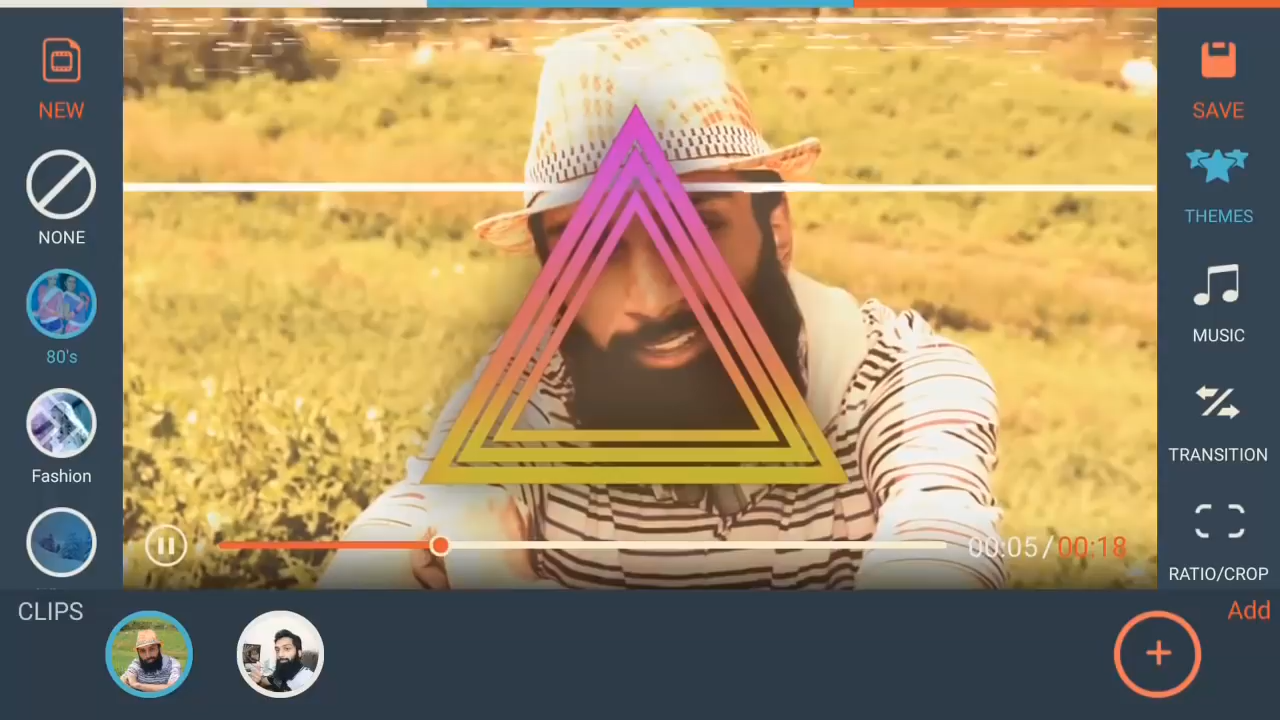 NEW
NONE
80's
Fashion
SAVE
THEMES
MUSIC
TRANSITION
RATIO/CROP
00:05/00:18
CLIPS
Add